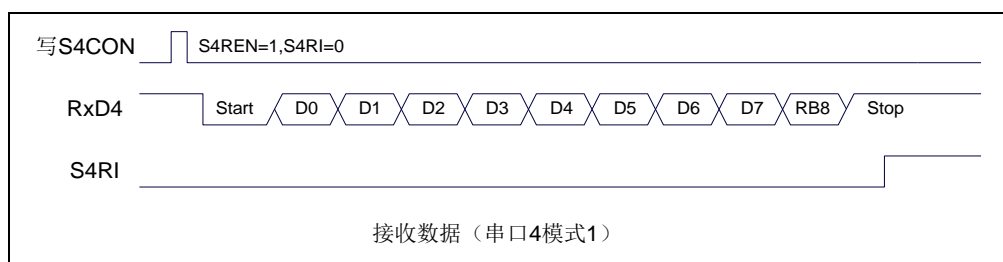 写S4CON S4REN=1,S4RI=0
RxD4 Start D0 D1 D2 D3 D4 D5 D6 D7 RB8 Stop
S4RI
接收数据（串口4模式1）